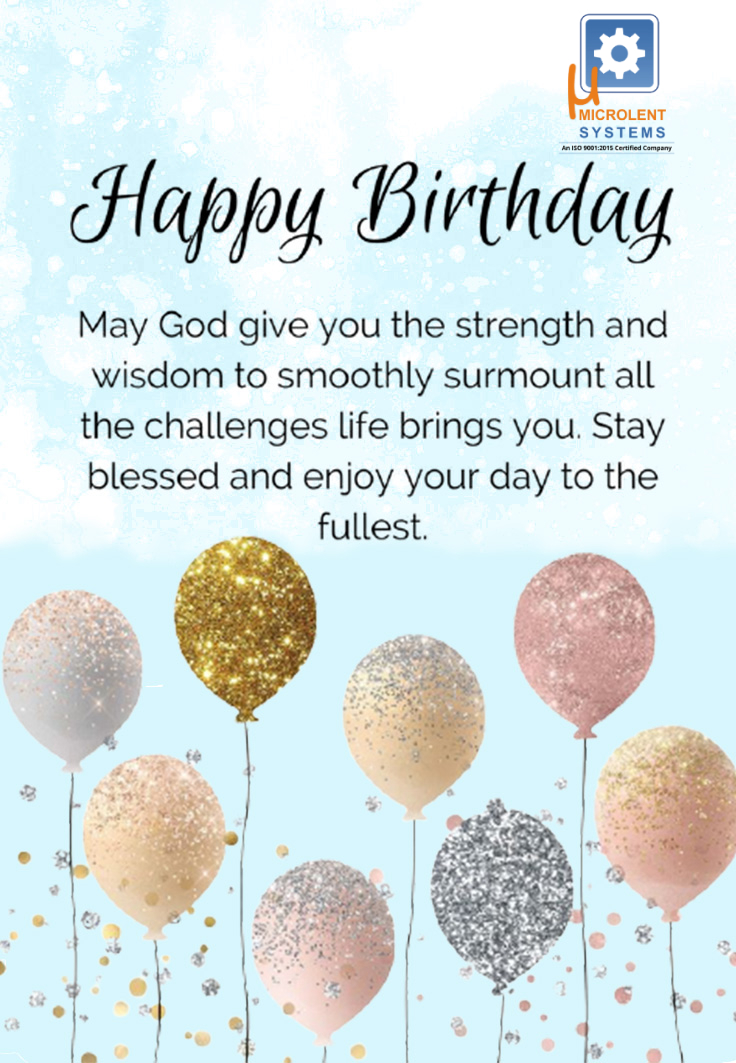 µ
MICROLENT
SYSTEMS
An ISO 9001:2015 Certified Company
Happy Birthday
May God give you the strength and
wisdom to smoothly surmount all
the challenges life brings you. Stay
blessed and enjoy your day to the
fullest.